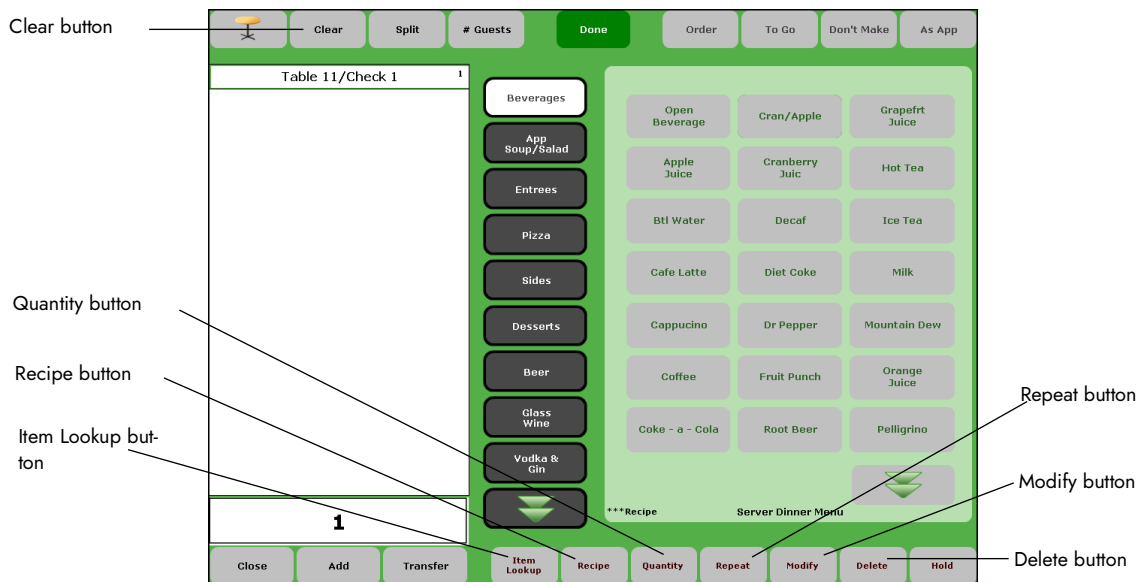 Clear button
Clear
Split
# Guests
Done
Order
To Go
Don't Make
As App
Table 11/Check 1
1
Beverages
App
Soup/Salad
Entrees
Pizza
Sides
Desserts
Beer
Glass
Wine
Vodka &
Gin
Open
Beverage
Cran/Apple
Grapefrt
Juice
Apple
Juice
Cranberry
Juic
Hot Tea
Btl Water
Decaf
Ice Tea
Cafe Latte
Diet Coke
Milk
Cappucino
Dr Pepper
Mountain Dew
Coffee
Fruit Punch
Orange
Juice
Coke - a - Cola
Root Beer
Pelligrino
***Recipe
Server Dinner Menu
Quantity button
Recipe button
Item Lookup but-
ton
Repeat button
Modify button
Delete button
1
Close
Add
Transfer
Item
Lookup
Recipe
Quantity
Repeat
Modify
Delete
Hold